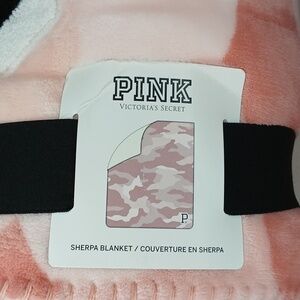 PINK
VICTORIA'S SECRET
P
SHERPA BLANKET / COUVERTURE EN SHERPA